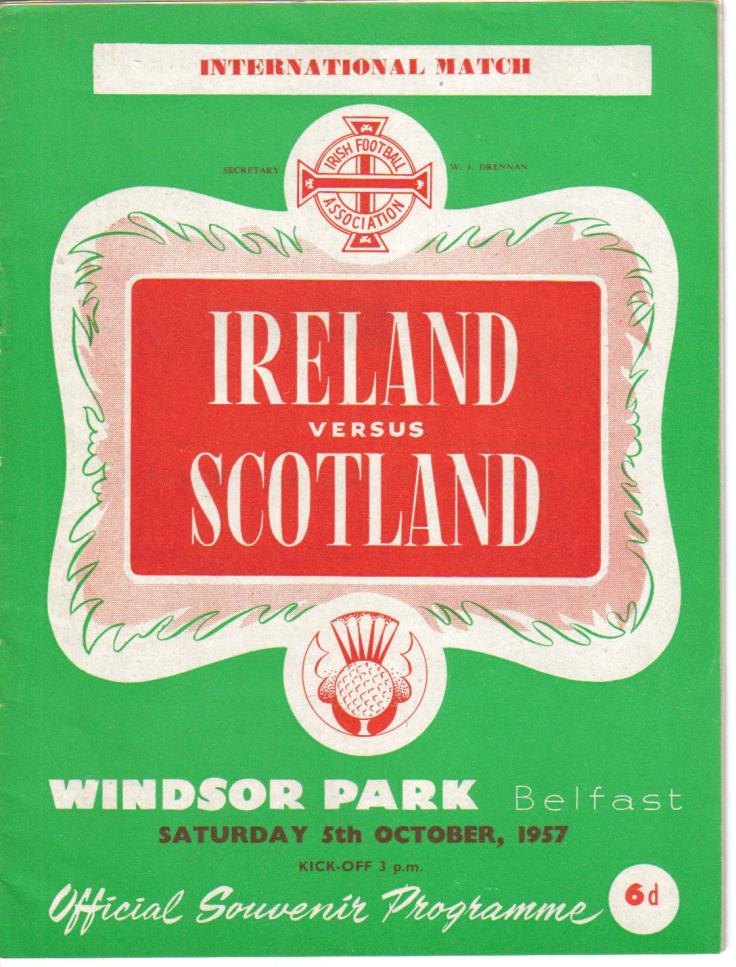 INTERNATIONAL MATCH
IRISH FOOTBALL
ASSOCIATION
SECRETARY
W. J. DRENNAN
IRELAND
VERSUS
SCOTLAND
WINDSOR PARK Belfast
SATURDAY 5th OCTOBER, 1957
KICK-OFF 3 p.m.
Official Souvenir Programme
6d